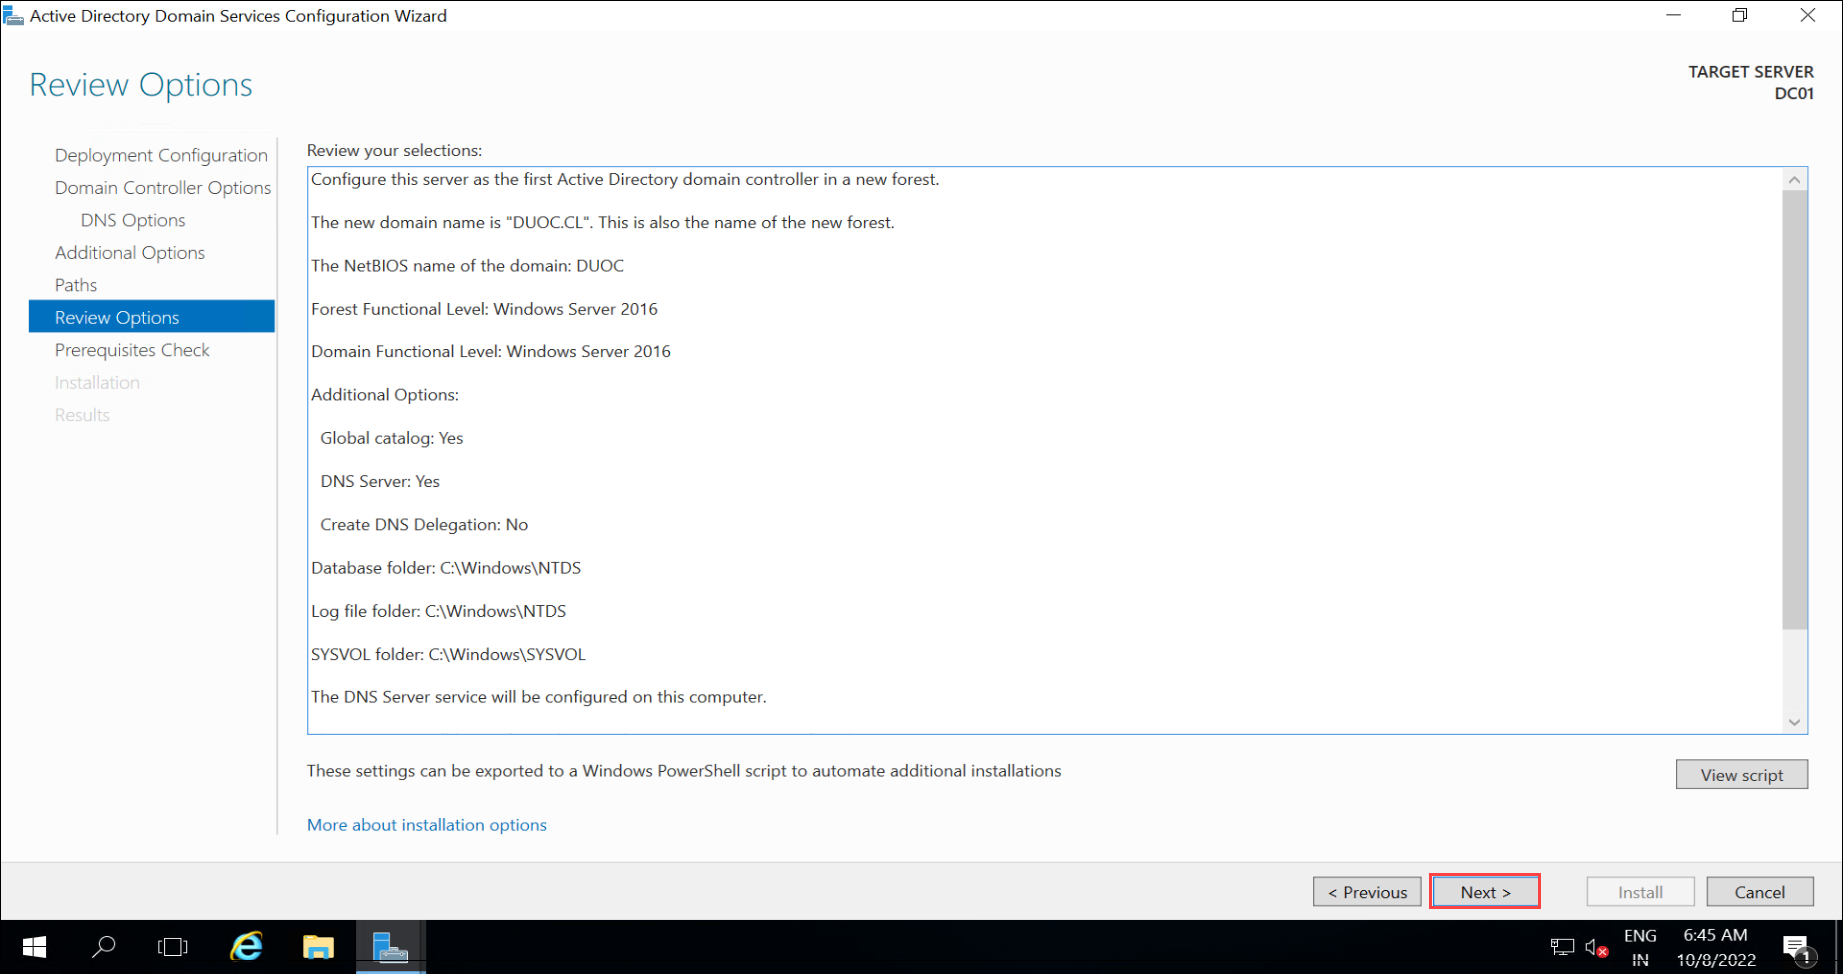 Active Directory Domain Services Configuration Wizard
Review Options
TARGET SERVER
DC01
Deployment Configuration
Domain Controller Options
DNS Options
Additional Options
Paths
Review Options
Prerequisites Check
Installation
Results
Review your selections:
Configure this server as the first Active Directory domain controller in a new forest.
The new domain name is "DUOC.CL". This is also the name of the new forest.
The NetBIOS name of the domain: DUOC
Forest Functional Level: Windows Server 2016
Domain Functional Level: Windows Server 2016
Additional Options:
Global catalog: Yes
DNS Server: Yes
Create DNS Delegation: No
Database folder: C:\Windows\NTDS
Log file folder: C:\Windows\NTDS
SYSVOL folder: C:\Windows\SYSVOL
The DNS Server service will be configured on this computer.
These settings can be exported to a Windows PowerShell script to automate additional installations
View script
More about installation options
< Previous
Next >
Install
Cancel
ENG
IN
6:45 AM
10/8/2022
1